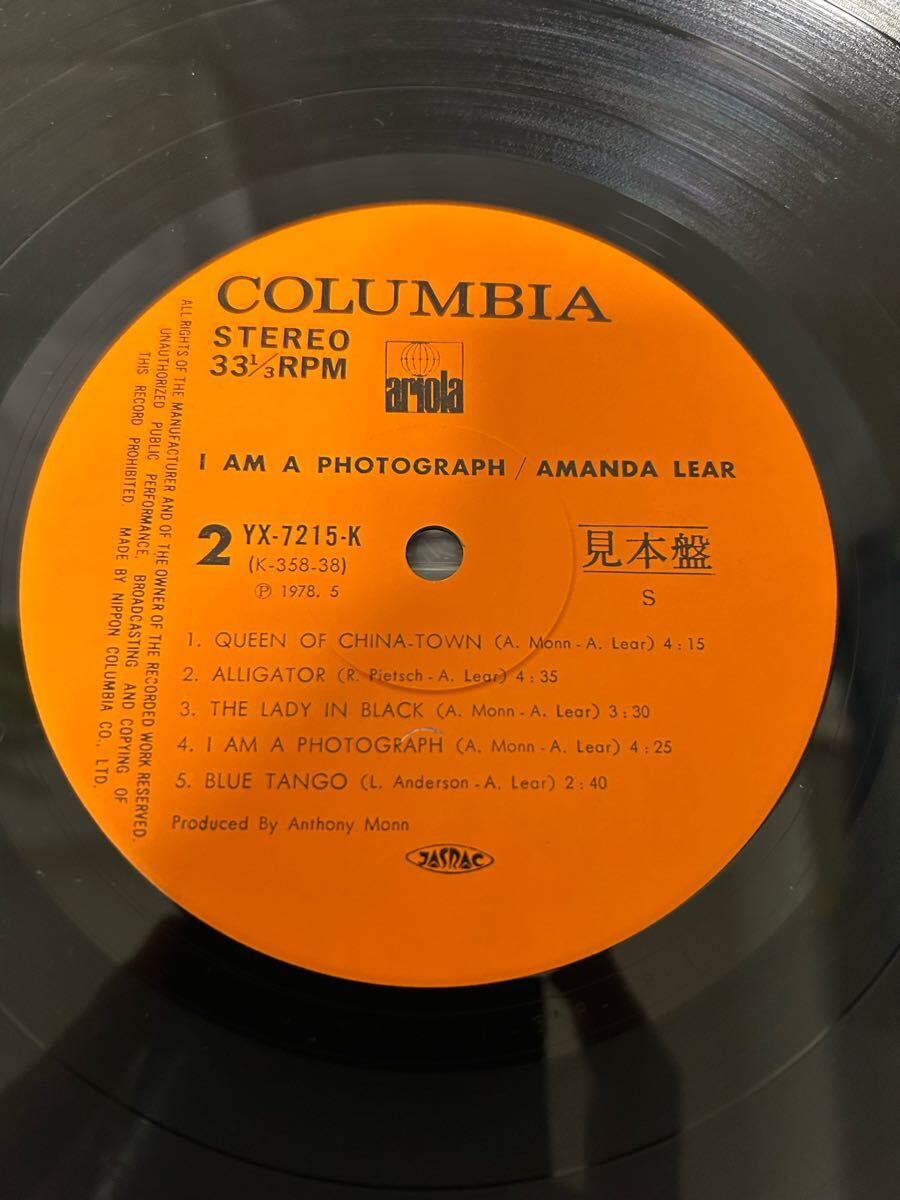 COLUMBIA
STEREO
33⅓ RPM
ariola
I AM A PHOTOGRAPH / AMANDA LEAR
2 YX-7215-K
(K-358-38)
Ⓟ 1978. 5
見本盤
S
1. QUEEN OF CHINA-TOWN (A. Monn-A. Lear) 4:15
2. ALLIGATOR (R. Pietsch-A. Lear) 4:35
3. THE LADY IN BLACK (A. Monn-A. Lear) 3:30
4. I AM A PHOTOGRAPH (A. Monn-A. Lear) 4:25
5. BLUE TANGO (L. Anderson-A. Lear) 2:40
Produced By Anthony Monn
JASRAC
ALL RIGHTS OF THE MANUFACTURER AND OF THE OWNER OF THE RECORDED WORK RESERVED.
UNAUTHORIZED PUBLIC PERFORMANCE, BROADCASTING AND COPYING OF
THIS RECORD PROHIBITED. MADE BY NIPPON COLUMBIA CO., LTD.